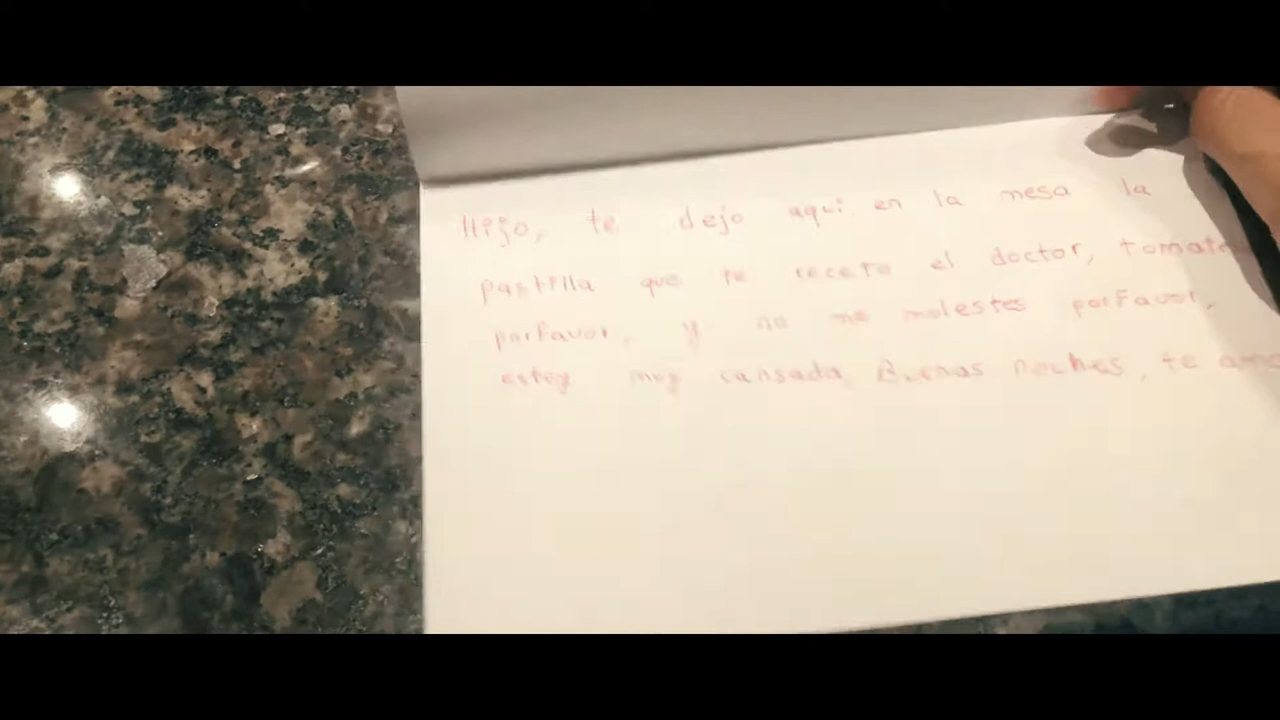 Hijo, te dejo aqui en la mesa la
pastilla que te receto el doctor, tomate
porfavor, y no me molestes porfavor,
estoy muy cansada. Buenas noches, te